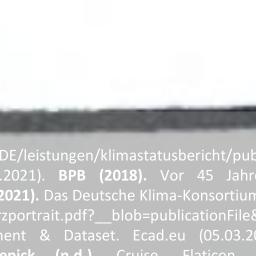 DE/leistungen/klimastatusbericht/pub
.2021). BPB (2018). Vor 45 Jahre
2021). Das Deutsche Klima-Konsortium
rzportrait.pdf?__blob=publicationFile&
ment & Dataset. Ecad.eu (05.03.20
(n.d.). Cruise. Flaticon.